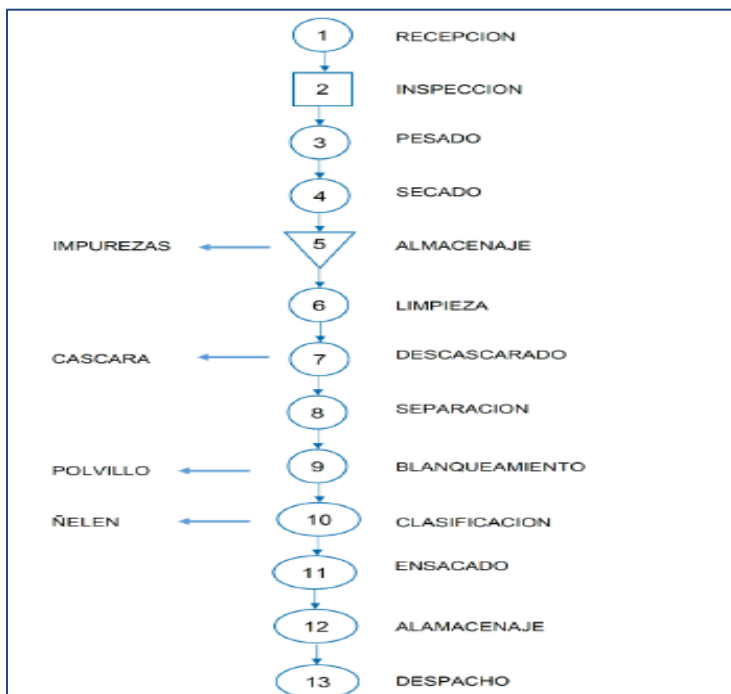 1 RECEPCION
2 INSPECCION
3 PESADO
4 SECADO
IMPUREZAS 5 ALMACENAJE
6 LIMPIEZA
CASCARA 7 DESCASCARADO
8 SEPARACION
POLVILLO 9 BLANQUEAMIENTO
ÑELEN 10 CLASIFICACION
11 ENSACADO
12 ALAMACENAJE
13 DESPACHO